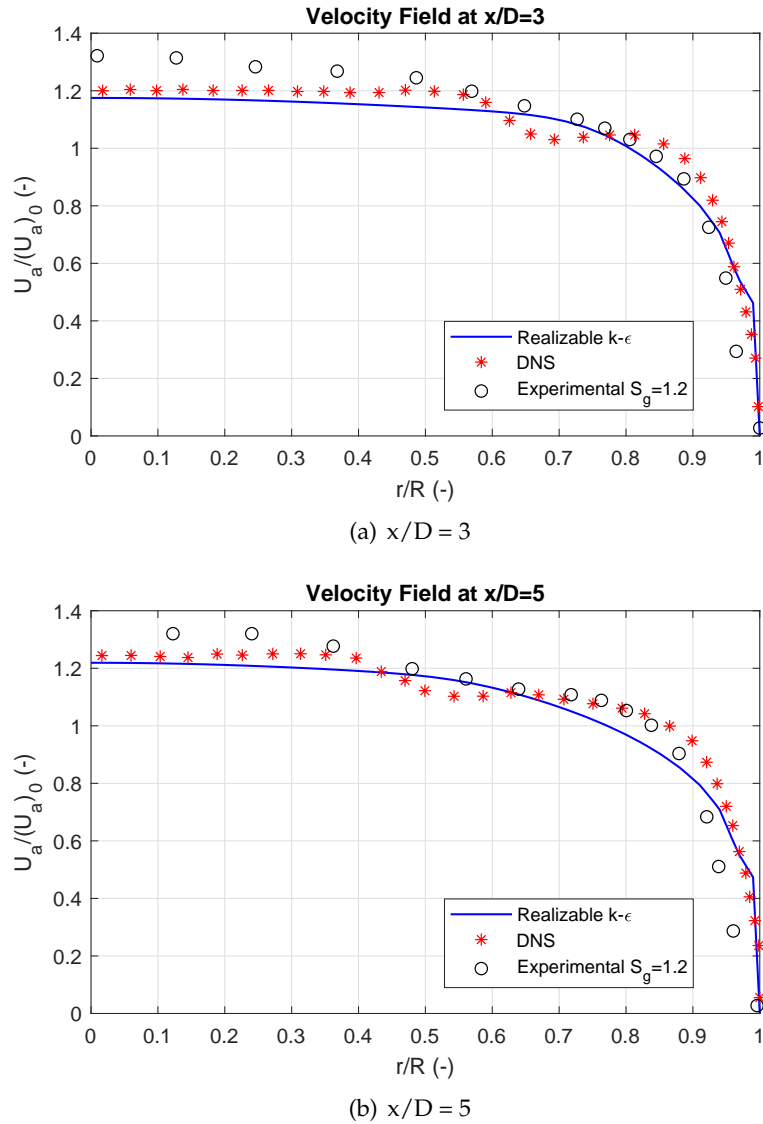 Velocity Field at x/D=3
1.4
1.2
1
0.8
0.6
0.4
0.2
0
U_a/(U_a)_0 (-)
Realizable k-ϵ
DNS
Experimental S_g=1.2
0 0.1 0.2 0.3 0.4 0.5 0.6 0.7 0.8 0.9 1
r/R (-)
(a) x/D = 3
Velocity Field at x/D=5
1.4
1.2
1
0.8
0.6
0.4
0.2
0
U_a/(U_a)_0 (-)
Realizable k-ϵ
DNS
Experimental S_g=1.2
0 0.1 0.2 0.3 0.4 0.5 0.6 0.7 0.8 0.9 1
r/R (-)
(b) x/D = 5